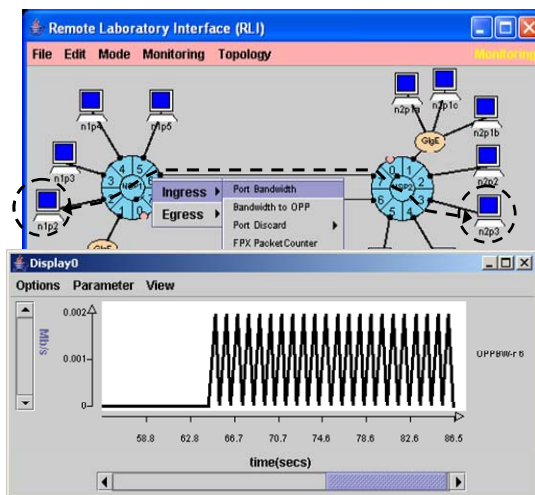 Remote Laboratory Interface (RLI)
File Edit Mode Monitoring Topology Monitoring
n1p4
n1p5
n2p1a
n2p1c
n2p1b
GigE
n1p3
n2p2
n1p2
n2p3
NSP1
NSP2
Ingress
Egress
Port Bandwidth
Bandwidth to OPP
Port Discard
FPX PacketCounter
GigE
Display0
Options Parameter View
Mb/s
0.002
0.001
0
58.8 62.8 66.7 70.7 74.6 78.6 82.6 86.5
time(secs)